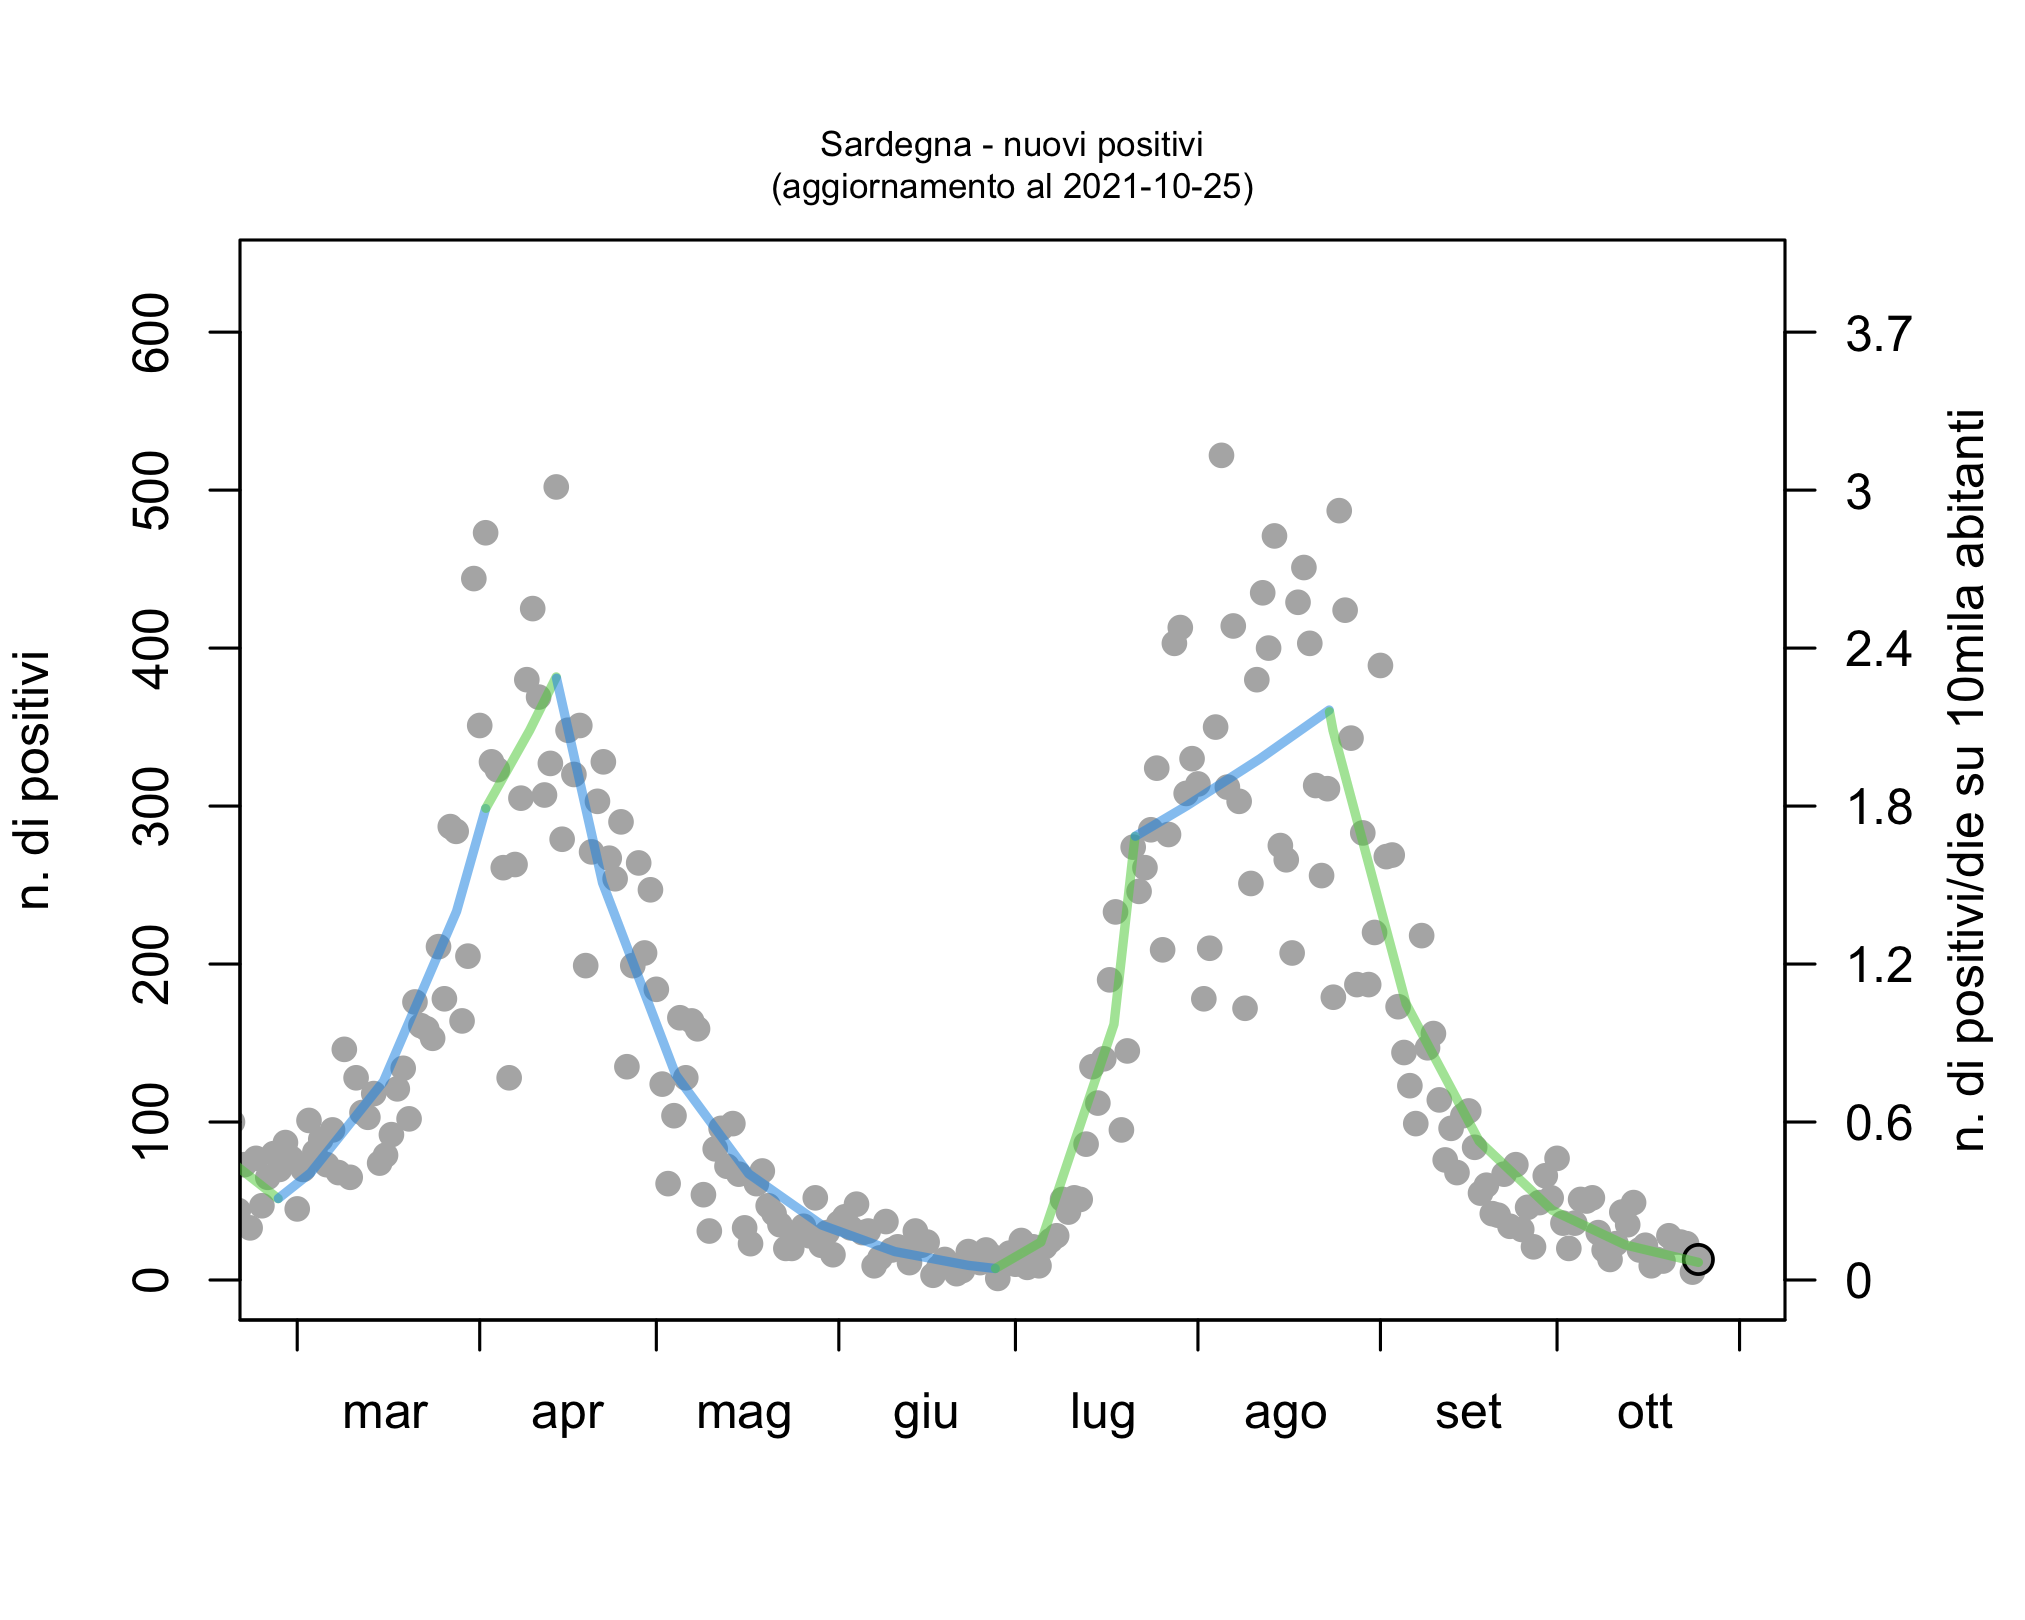 Sardegna - nuovi positivi
(aggiornamento al 2021-10-25)
n. di positivi
600
500
400
300
200
100
0
3.7
3
2.4
1.8
1.2
0.6
0
n. di positivi/die su 10mila abitanti
mar apr mag giu lug ago set ott